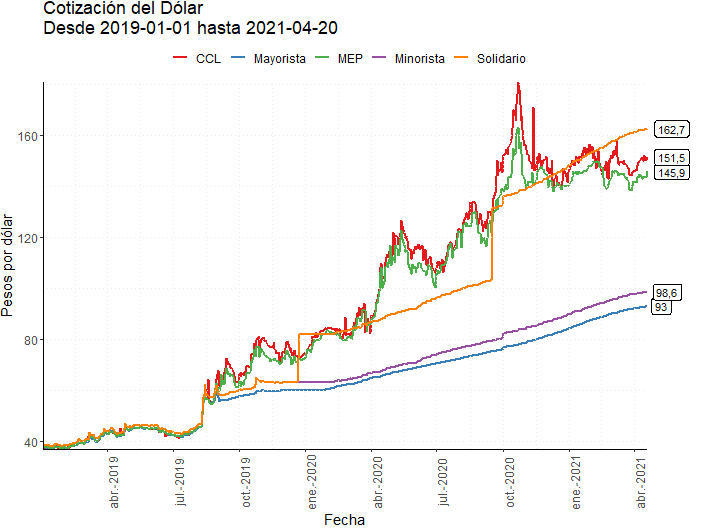 Cotización del Dólar
Desde 2019-01-01 hasta 2021-04-20
CCL Mayorista MEP Minorista Solidario
Pesos por dólar
160
120
80
40
162,7
151,5
145,9
98,6
93
abr.-2019
jul.-2019
oct.-2019
ene.-2020
abr.-2020
jul.-2020
oct.-2020
ene.-2021
abr.-2021
Fecha